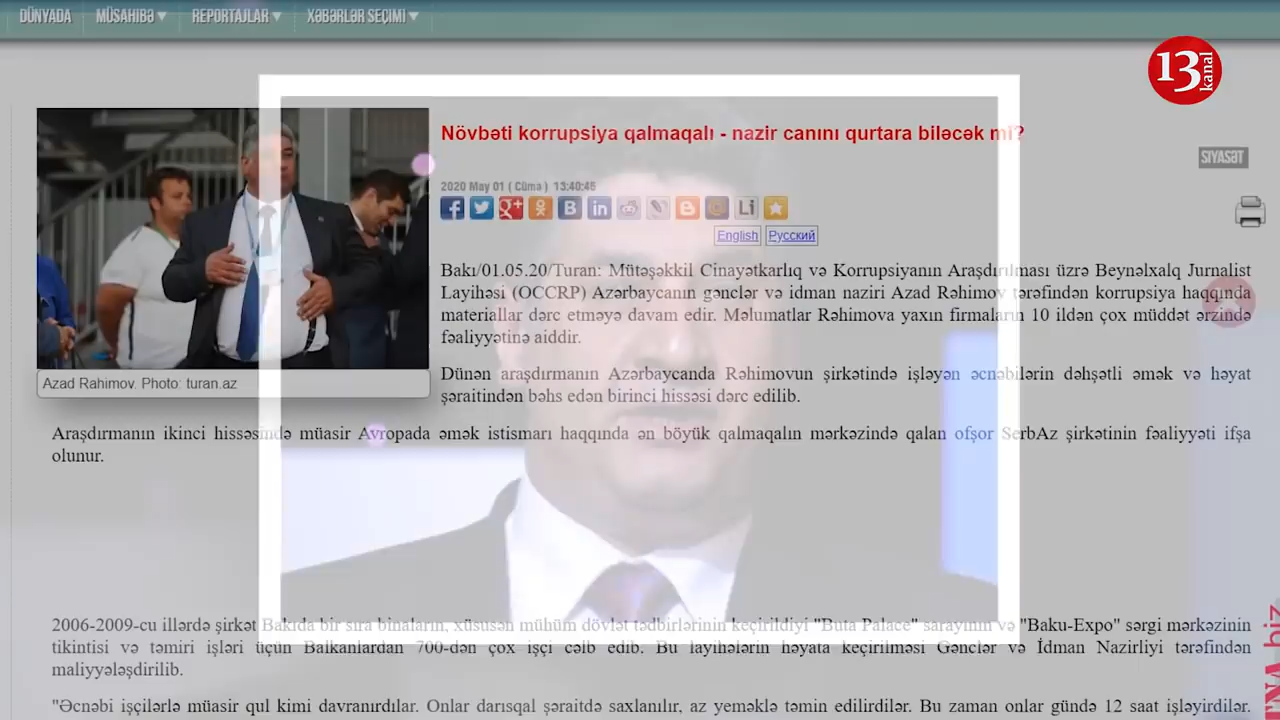 DÜNYADA MÜSAHIBƏ REPORTAJLAR XƏBƏRLƏR SEÇIMI
13 kanal
Növbəti korrupsiya qalmaqalı - nazir canını qurtara biləcək mi?
SIYASƏT
2020 May 01 ( Cümə ) 13:40:46
English Русский
Bakı/01.05.20/Turan: Mütəşəkkil Cinayətkarlıq və Korrupsiyanın Araşdırılması üzrə Beynəlxalq Jurnalist
Layihəsi (OCCRP) Azərbaycanın gənclər və idman naziri Azad Rəhimov tərəfindən korrupsiya haqqında
materiallar dərc etməyə davam edir. Məlumatlar Rəhimova yaxın firmaların 10 ildən çox müddət ərzində
fəaliyyətinə aiddir.
Azad Rahimov. Photo: turan.az
Dünən araşdırmanın Azərbaycanda Rəhimovun şirkətində işləyən əcnəbilərin dəhşətli əmək və həyat
şəraitindən bəhs edən birinci hissəsi dərc edilib.
Araşdırmanın ikinci hissəsində müasir Avropada əmək istismarı haqqında ən böyük qalmaqalın mərkəzində qalan ofşor SerbAz şirkətinin fəaliyyəti ifşa
olunur.
2006-2009-cu illərdə şirkət Bakıda bir sıra binaların, xüsusən mühüm dövlət tədbirlərinin keçirildiyi "Buta Palace" sarayının və "Baku-Expo" sərgi mərkəzinin
tikintisi və təmiri işləri üçün Balkanlardan 700-dən çox işçi cəlb edib. Bu layihələrin həyata keçirilməsi Gənclər və İdman Nazirliyi tərəfindən
maliyyələşdirilib.
"Əcnəbi işçilərlə müasir qul kimi davranırdılar. Onlar darısqal şəraitdə saxlanılır, az yeməklə təmin edilirdilər. Bu zaman onlar gündə 12 saat işləyirdilər.